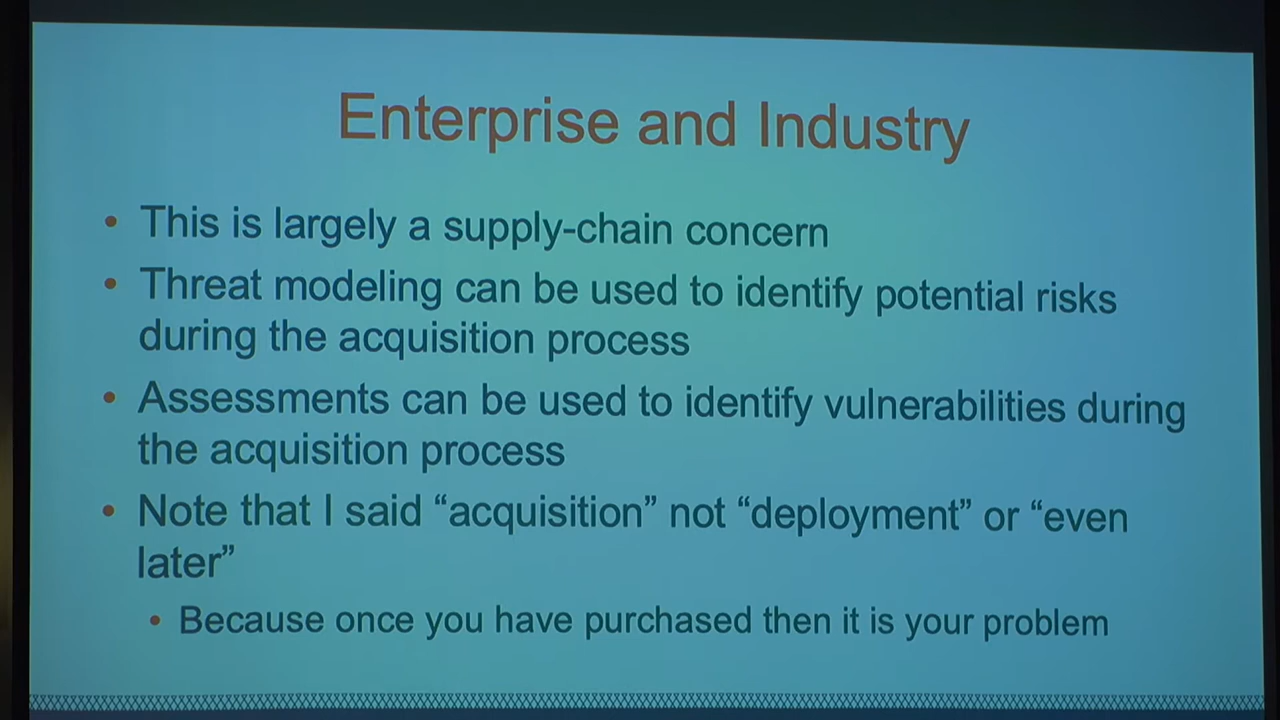 Enterprise and Industry
• This is largely a supply-chain concern
• Threat modeling can be used to identify potential risks
during the acquisition process
• Assessments can be used to identify vulnerabilities during
the acquisition process
• Note that I said “acquisition” not “deployment” or “even
later”
• Because once you have purchased then it is your problem